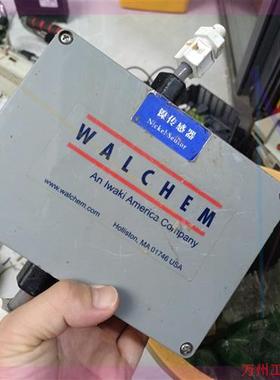 镍传感器
Nickel Sensor
WALCHEM
An Iwaki America Company
www.walchem.com
Holliston, MA 01746 USA